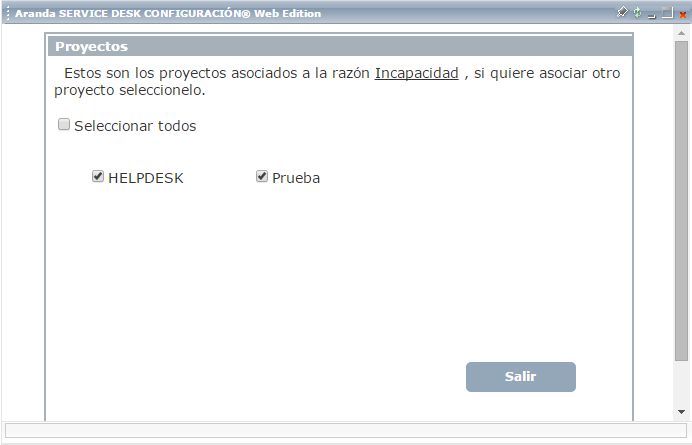 Aranda SERVICE DESK CONFIGURACIÓN® Web Edition
Proyectos
Estos son los proyectos asociados a la razón Incapacidad , si quiere asociar otro
proyecto seleccionelo.
Seleccionar todos
HELPDESK Prueba
Salir